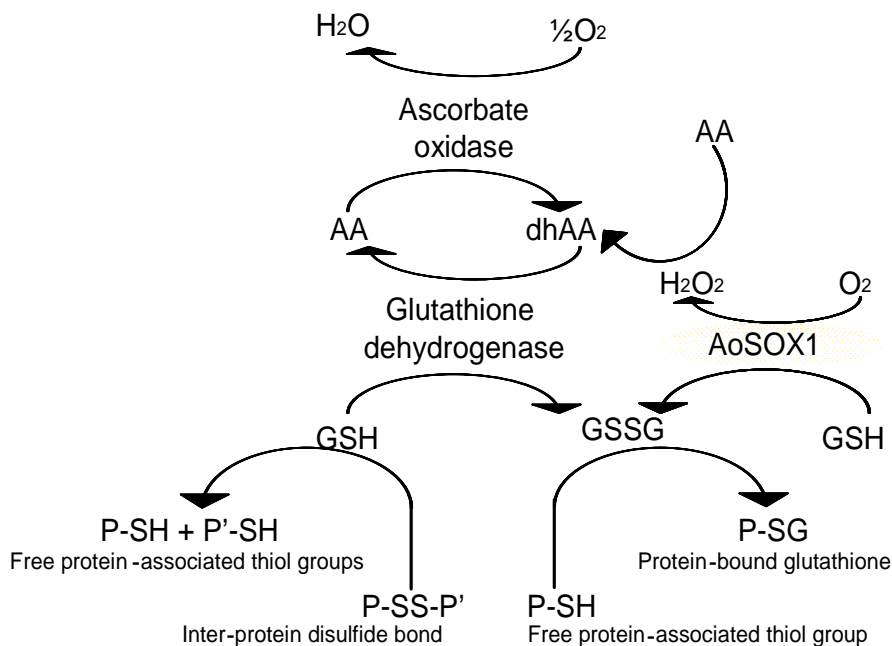 H2O ½O2
Ascorbate
oxidase
AA
AA dhAA
H2O2 O2
Glutathione
dehydrogenase
AoSOX1
GSH GSSG GSH
P-SH + P'-SH P-SG
Free protein-associated thiol groups Protein-bound glutathione
P-SS-P' P-SH
Inter-protein disulfide bond Free protein-associated thiol group